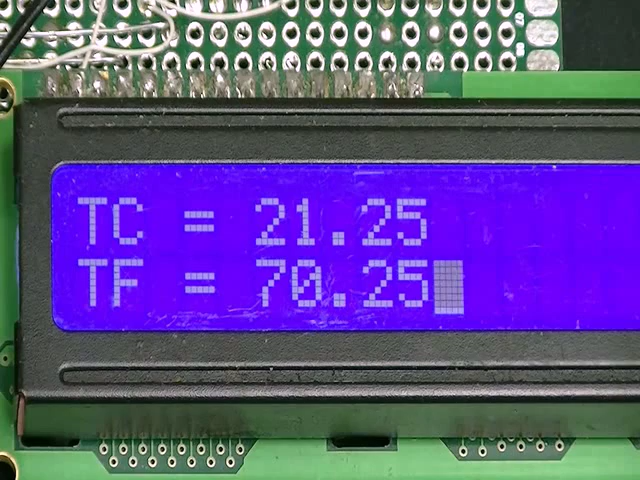 TC = 21.25
TF = 70.25